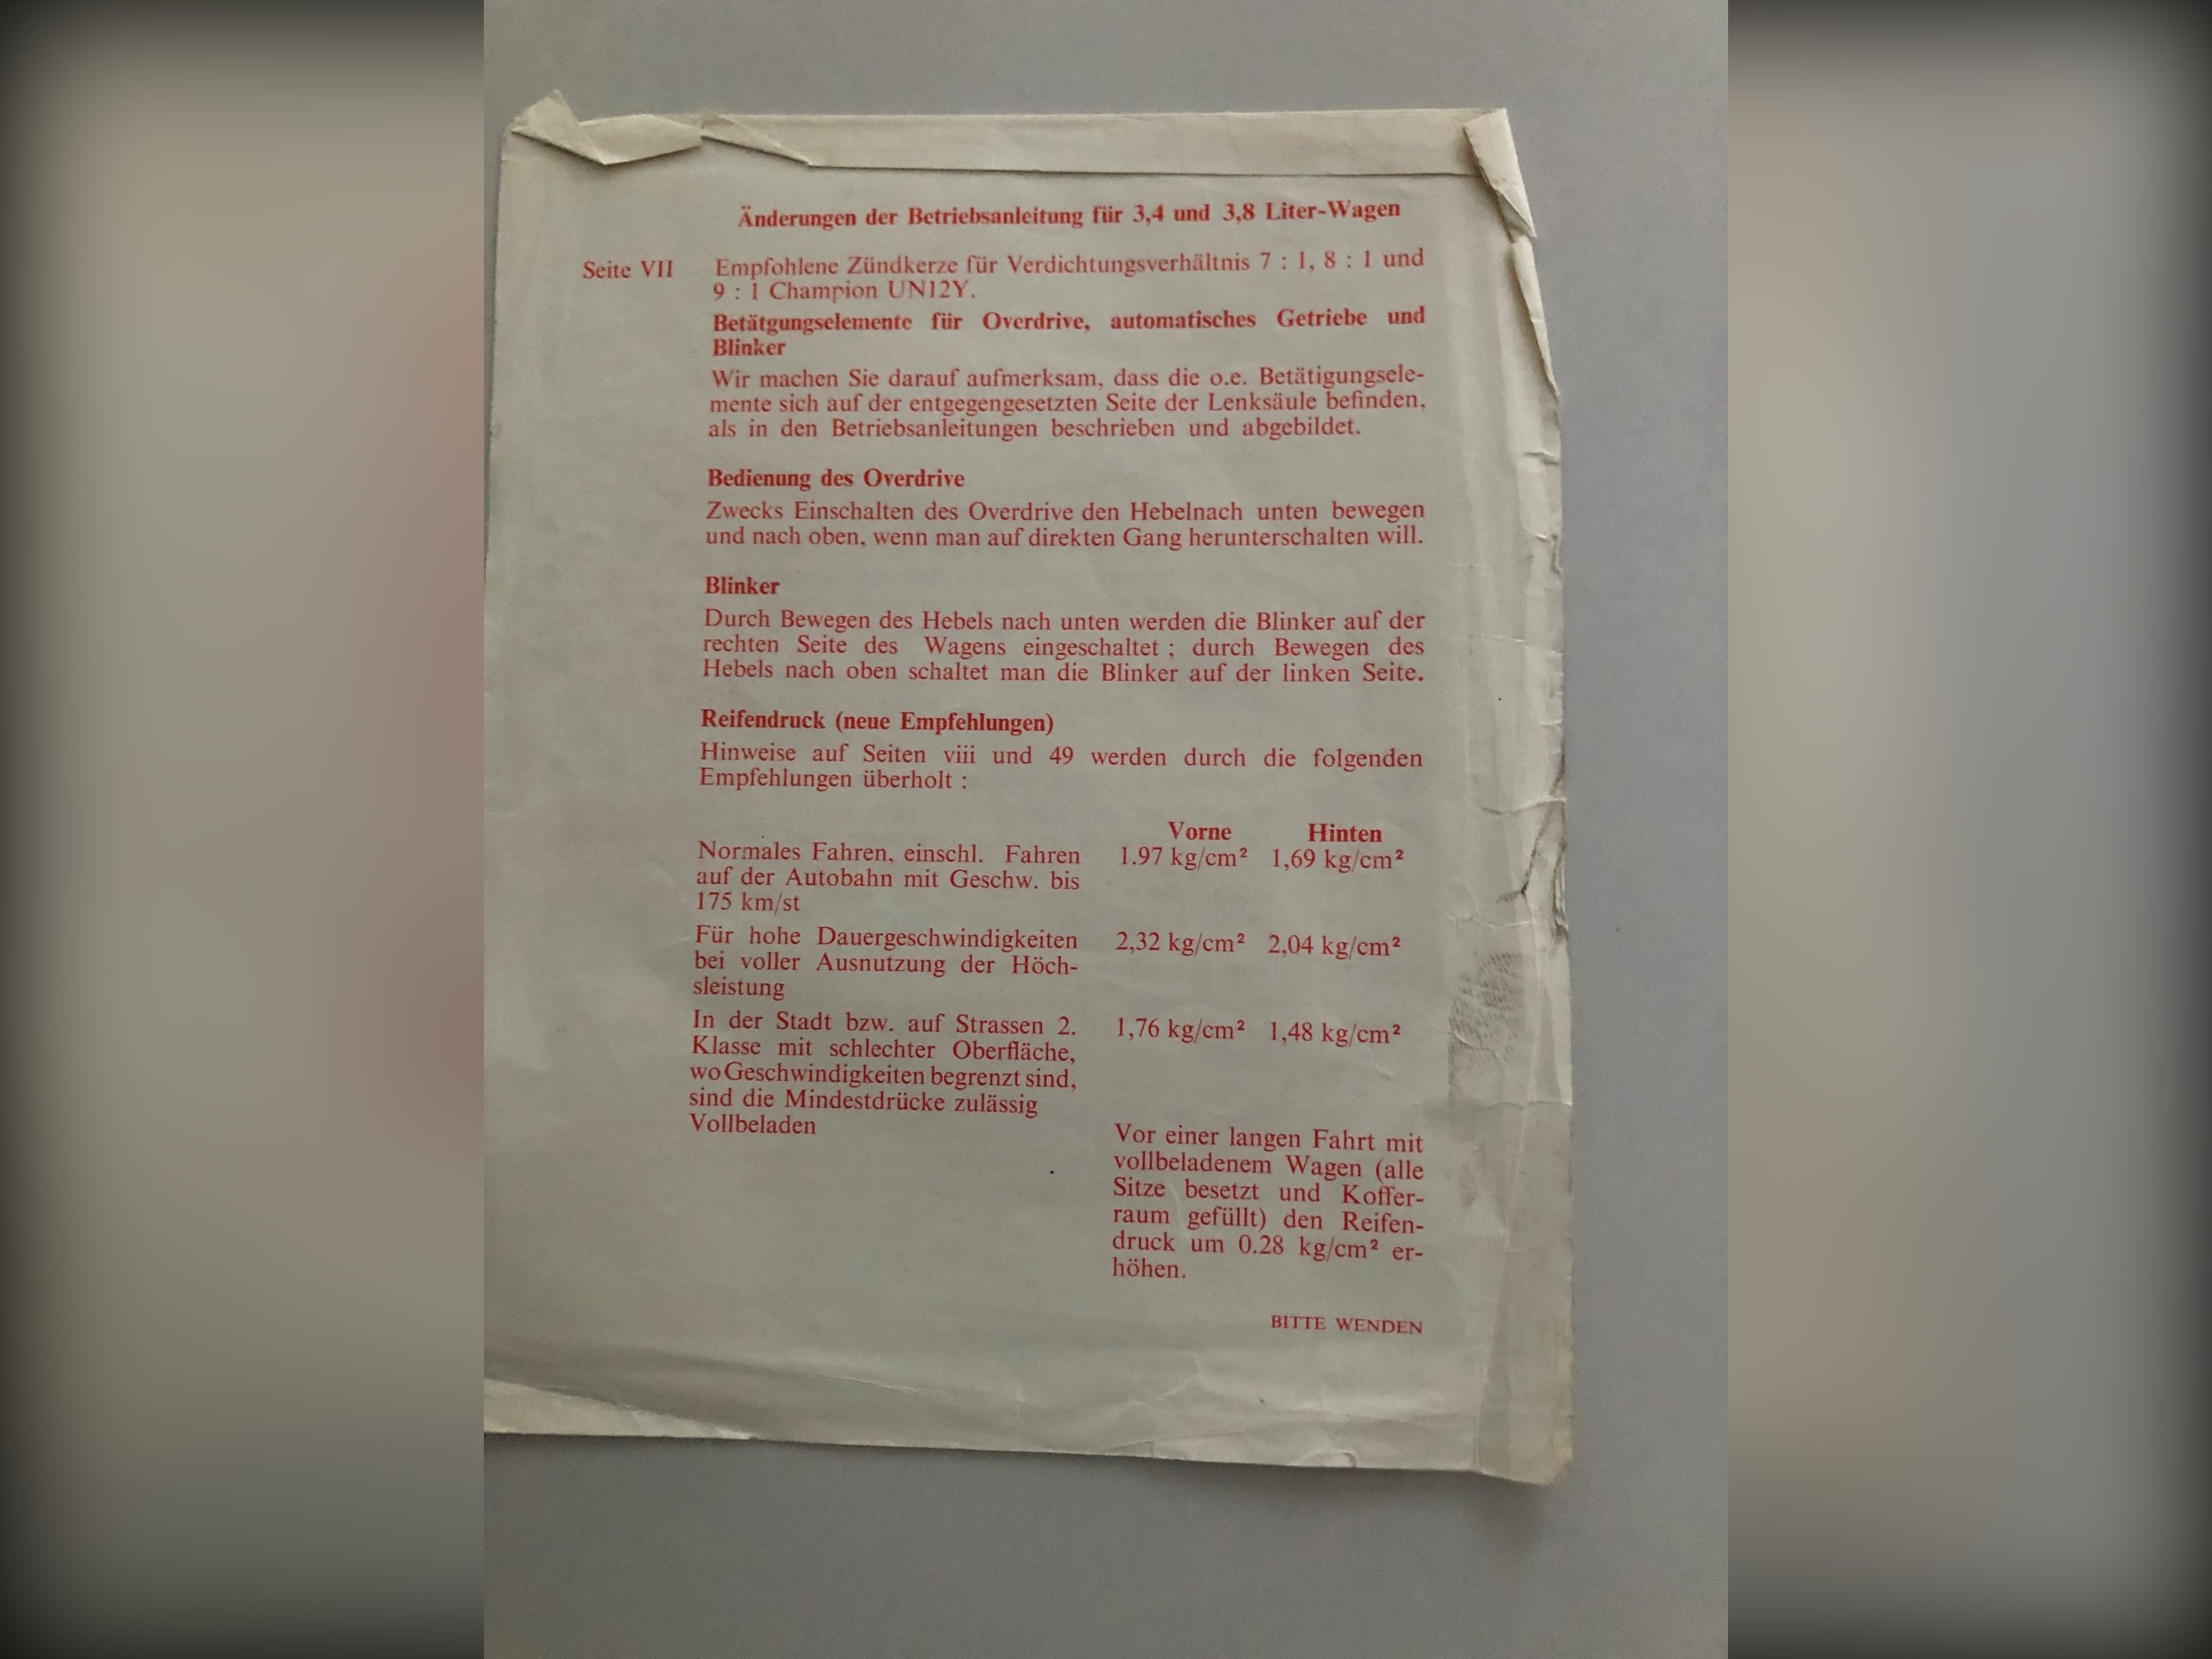 Änderungen der Betriebsanleitung für 3,4 und 3,8 Liter-Wagen
Seite VII Empfohlene Zündkerze für Verdichtungsverhältnis 7 : 1, 8 : 1 und
9 : 1 Champion UN12Y.
Betätgungselemente für Overdrive, automatisches Getriebe und
Blinker
Wir machen Sie darauf aufmerksam, dass die o.e. Betätigungsele-
mente sich auf der entgegengesetzten Seite der Lenksäule befinden,
als in den Betriebsanleitungen beschrieben und abgebildet.
Bedienung des Overdrive
Zwecks Einschalten des Overdrive den Hebelnach unten bewegen
und nach oben, wenn man auf direkten Gang herunterschalten will.
Blinker
Durch Bewegen des Hebels nach unten werden die Blinker auf der
rechten Seite des Wagens eingeschaltet ; durch Bewegen des
Hebels nach oben schaltet man die Blinker auf der linken Seite.
Reifendruck (neue Empfehlungen)
Hinweise auf Seiten viii und 49 werden durch die folgenden
Empfehlungen überholt :
Vorne Hinten
Normales Fahren, einschl. Fahren 1.97 kg/cm² 1,69 kg/cm²
auf der Autobahn mit Geschw. bis
175 km/st
Für hohe Dauergeschwindigkeiten 2,32 kg/cm² 2,04 kg/cm²
bei voller Ausnutzung der Höch-
sleistung
In der Stadt bzw. auf Strassen 2. 1,76 kg/cm² 1,48 kg/cm²
Klasse mit schlechter Oberfläche,
wo Geschwindigkeiten begrenzt sind,
sind die Mindestdrücke zulässig
Vollbeladen Vor einer langen Fahrt mit
vollbeladenem Wagen (alle
Sitze besetzt und Koffer-
raum gefüllt) den Reifen-
druck um 0.28 kg/cm² er-
höhen.
BITTE WENDEN